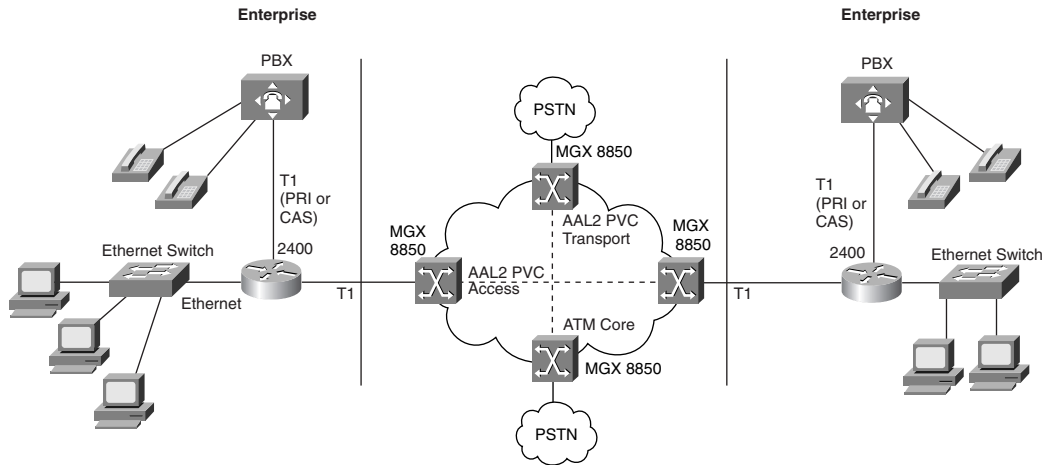 Enterprise
Enterprise
PBX
PBX
PSTN
MGX 8850
T1
(PRI or
CAS)
T1
(PRI or
CAS)
AAL2 PVC
Transport
MGX
8850
MGX
8850
Ethernet Switch
2400
2400
Ethernet Switch
AAL2 PVC
Access
Ethernet
T1
T1
ATM Core
MGX 8850
PSTN